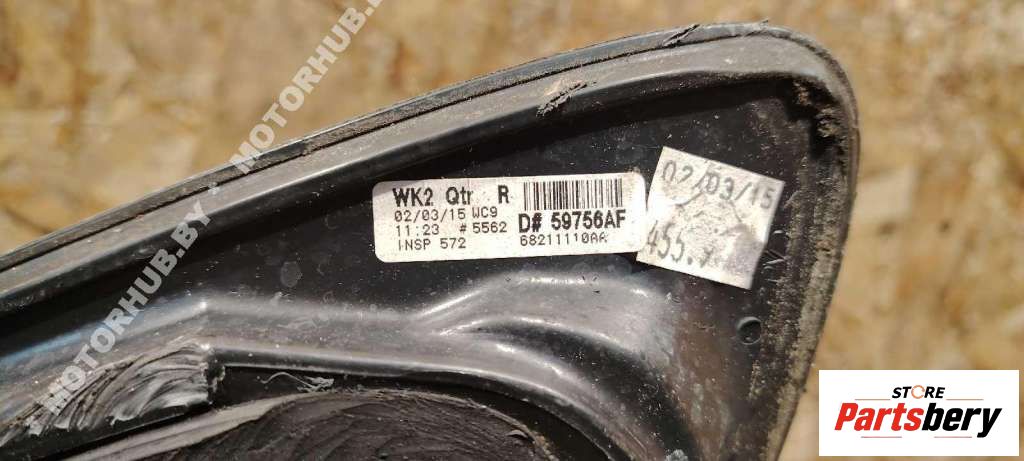 MOTORHUB.BY - MOTORHUB.BY
WK2 Qtr R
02/03/15 WC9
11:23 # 5562
INSP 572
D# 59756AF
68211110AA
02/03/15
STORE
Partsbery